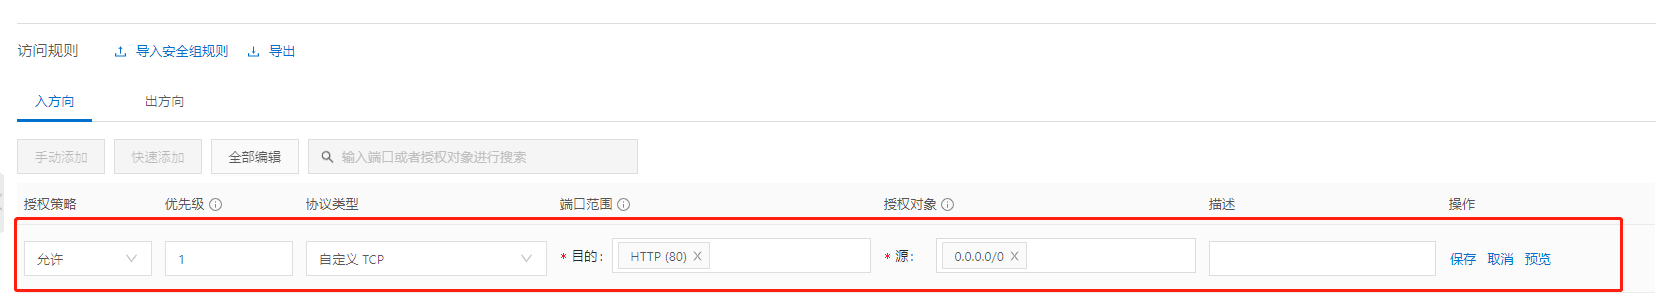 访问规则 导入安全组规则 导出
入方向 出方向
手动添加 快速添加 全部编辑 输入端口或者授权对象进行搜索
授权策略 优先级 协议类型 端口范围 授权对象 描述 操作
允许 1 自定义 TCP * 目的： HTTP (80) X * 源： 0.0.0.0/0 X 保存 取消 预览